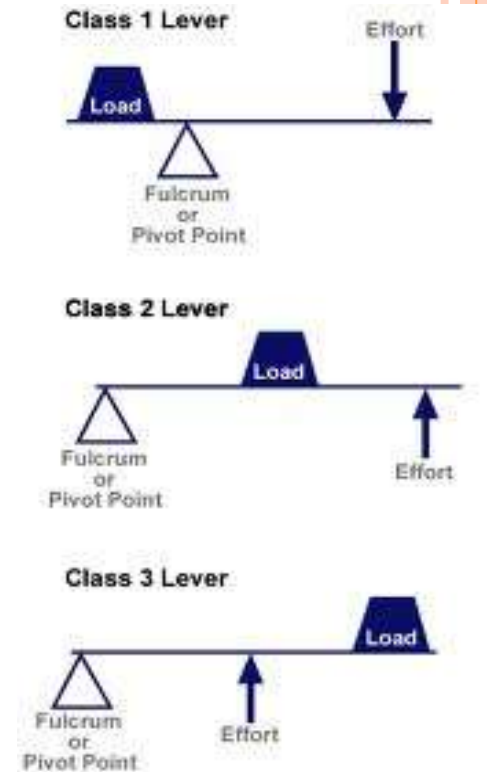 Class 1 Lever
Effort
Load
Fulcrum
or
Pivot Point
Class 2 Lever
Load
Fulcrum
or
Pivot Point
Effort
Class 3 Lever
Load
Fulcrum
or
Pivot Point
Effort